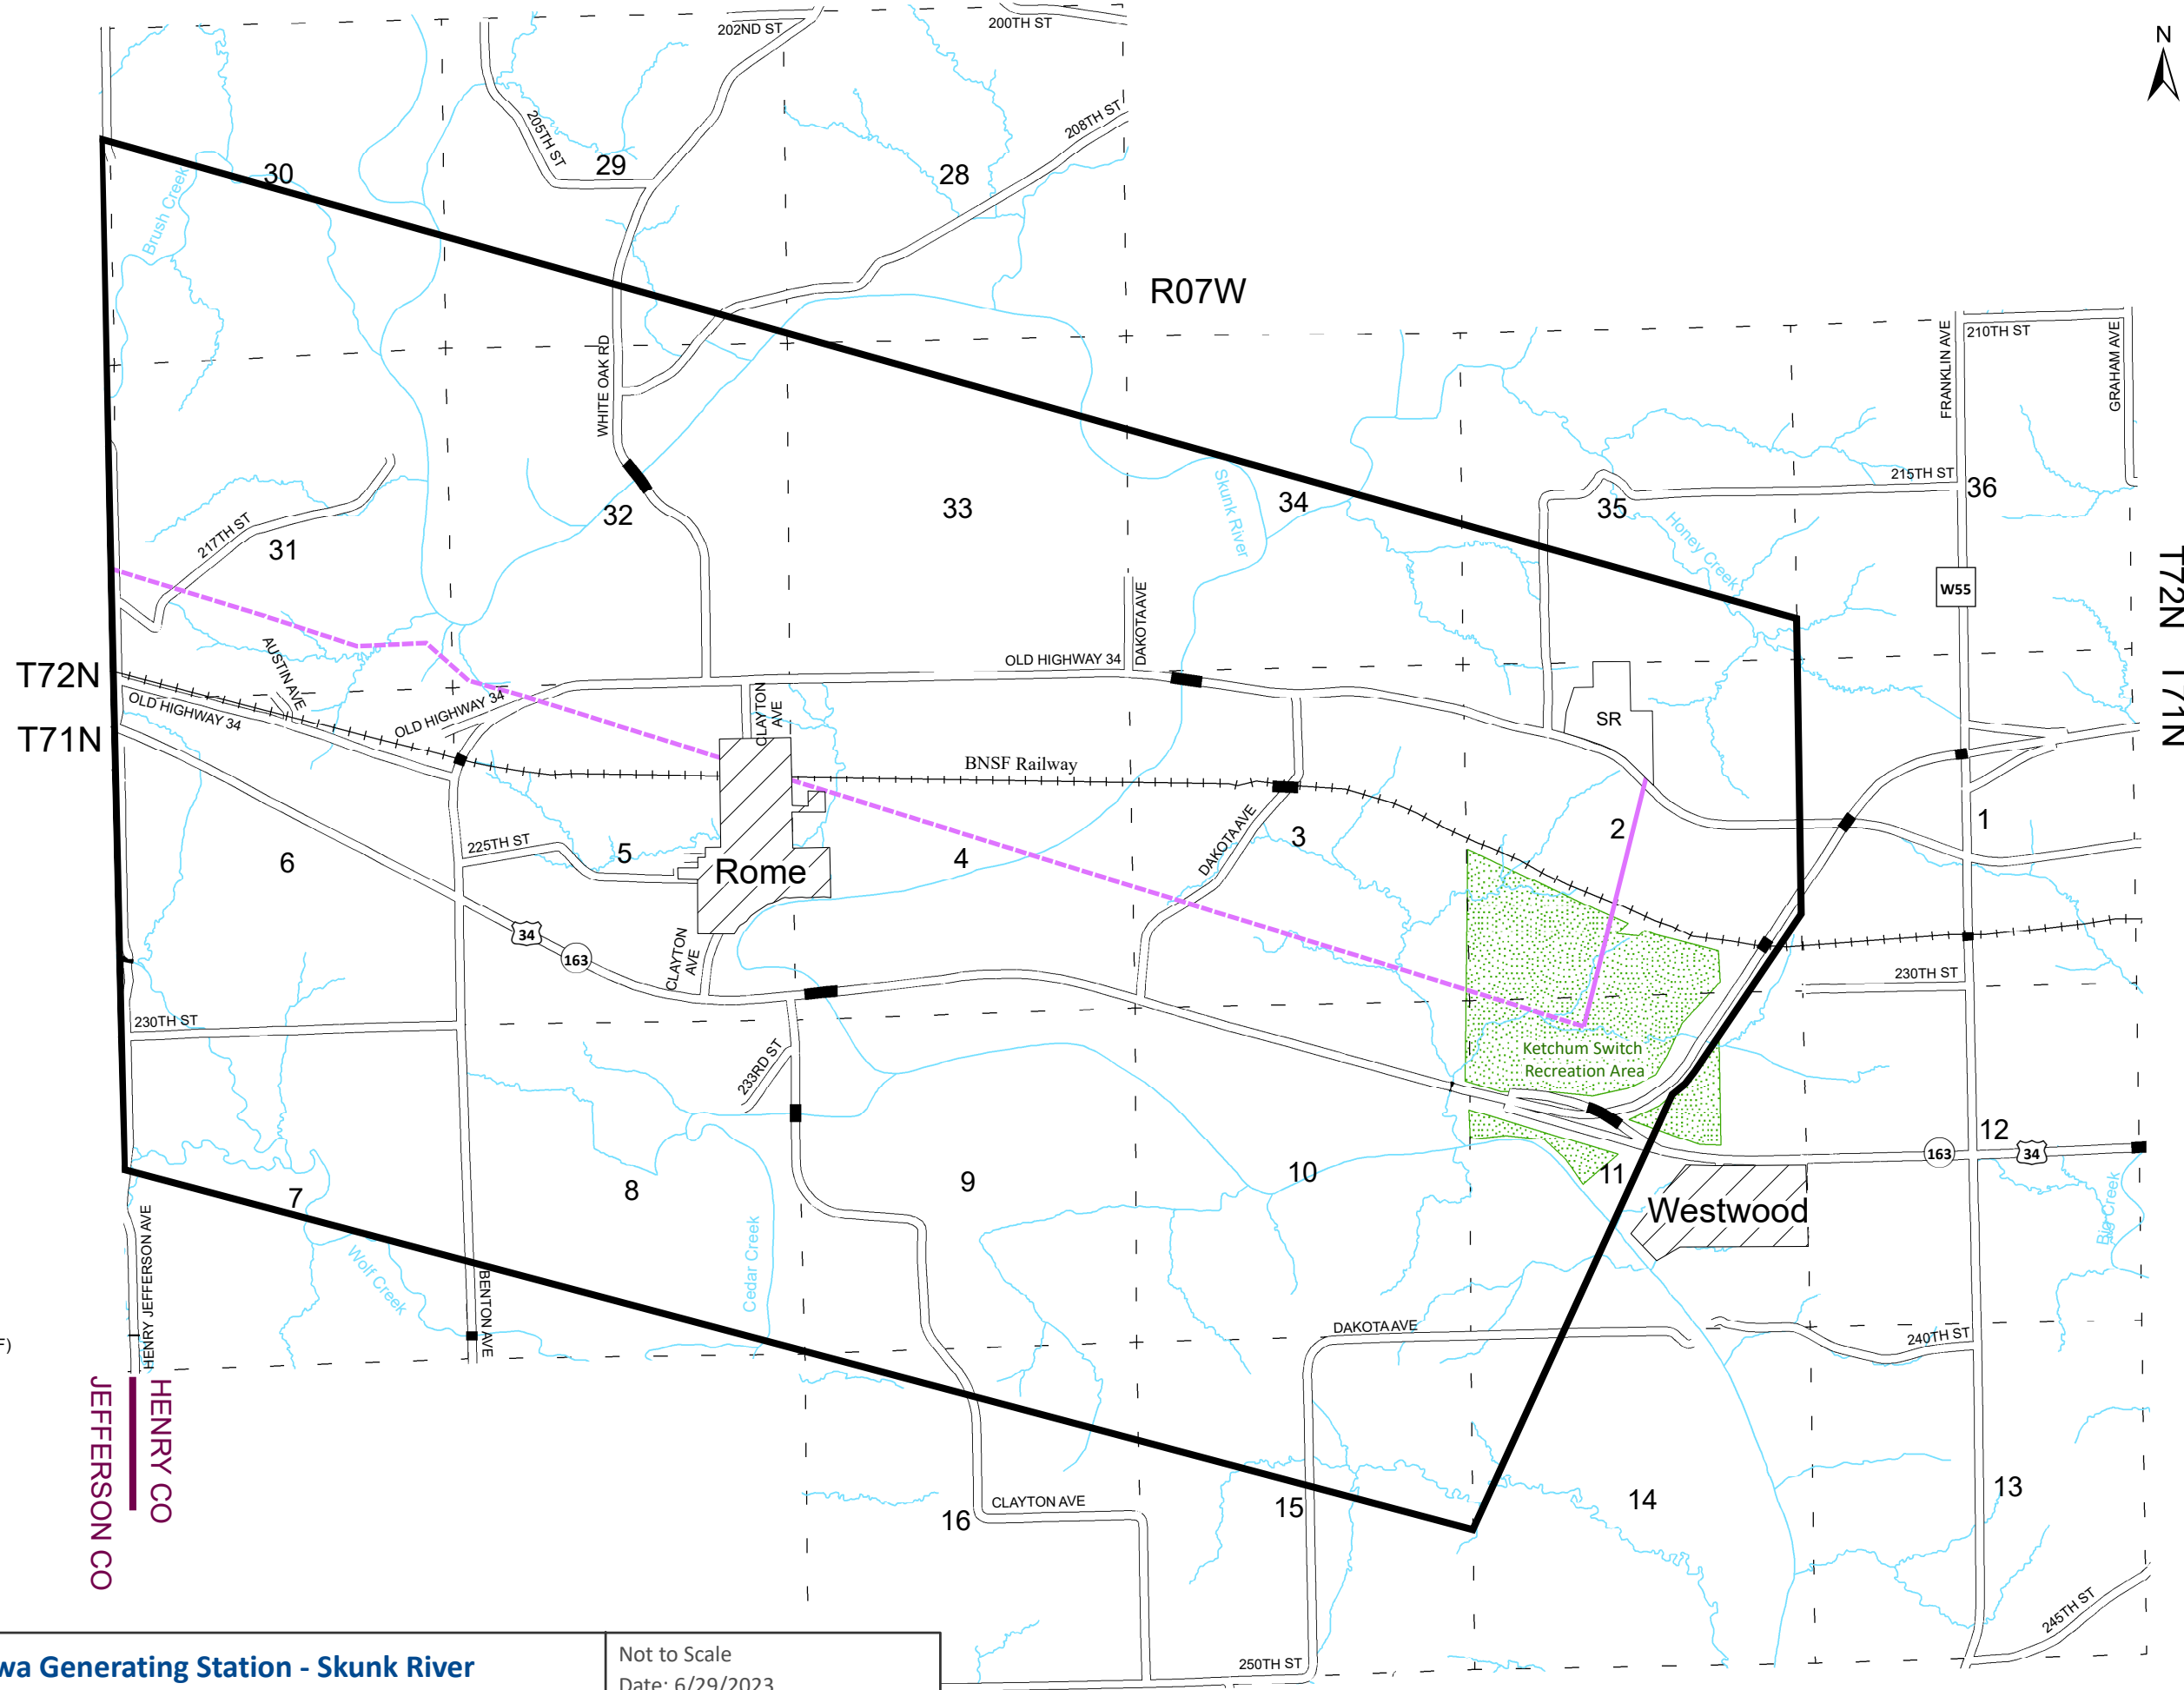 202ND ST
200TH ST
N
205TH ST
208TH ST
30
29
28
Brush Creek
R07W
WHITE OAK RD
FRANKLIN AVE
210TH ST
GRAHAM AVE
215TH ST
36
35
34
33
32
Skunk River
Honey Creek
217TH ST
31
W55
T72N
T71N
DAKOTA AVE
OLD HIGHWAY 34
AUSTIN AVE
T72N
OLD HIGHWAY 34
OLD HIGHWAY 34
CLAYTON
AVE
SR
T71N
BNSF Railway
DAKOTA AVE
3
2
1
225TH ST
5
4
6
Rome
34
163
CLAYTON
AVE
230TH ST
230TH ST
233RD ST
Ketchum Switch
Recreation Area
12
163
34
7
8
9
10
11
Westwood
Big Creek
Cedar Creek
Wolf Creek
HENRY JEFFERSON AVE
BENTON AVE
DAKOTA AVE
240TH ST
F)
HENRY CO
JEFFERSON CO
CLAYTON AVE
16
15
14
13
245TH ST
250TH ST
wa Generating Station - Skunk River
Not to Scale
Date: 6/29/2023